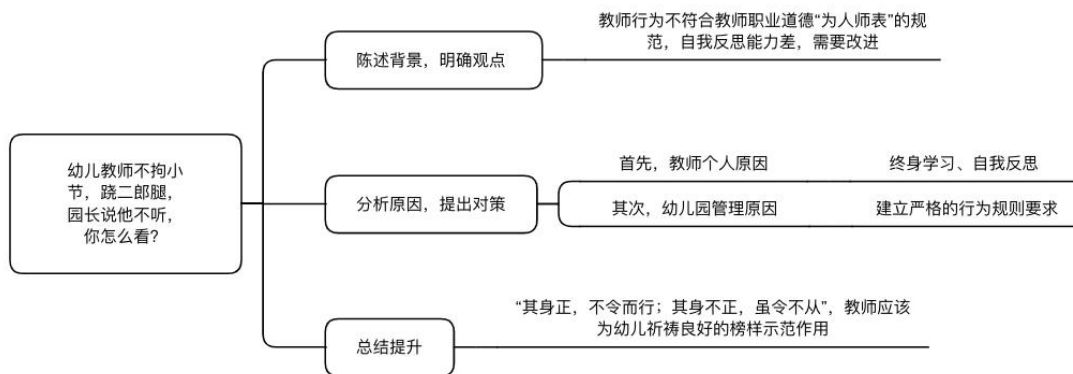 幼儿教师不拘小
节，跷二郎腿，
园长说他不听，
你怎么看？
陈述背景，明确观点
教师行为不符合教师职业道德“为人师表”的规
范，自我反思能力差，需要改进
分析原因，提出对策
首先，教师个人原因
终身学习、自我反思
其次，幼儿园管理原因
建立严格的行为规则要求
总结提升
“其身正，不令而行；其身不正，虽令不从”，教师应该
为幼儿祈祷良好的榜样示范作用